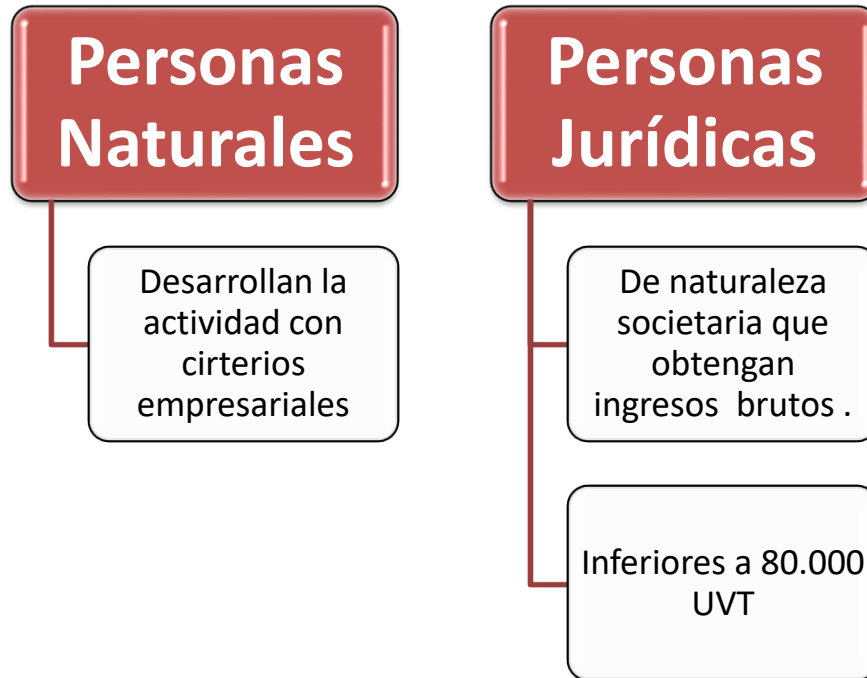 Personas
Naturales
Desarrollan la
actividad con
cirterios
empresariales
Personas
Jurídicas
De naturaleza
societaria que
obtengan
ingresos  brutos .
Inferiores a 80.000
UVT